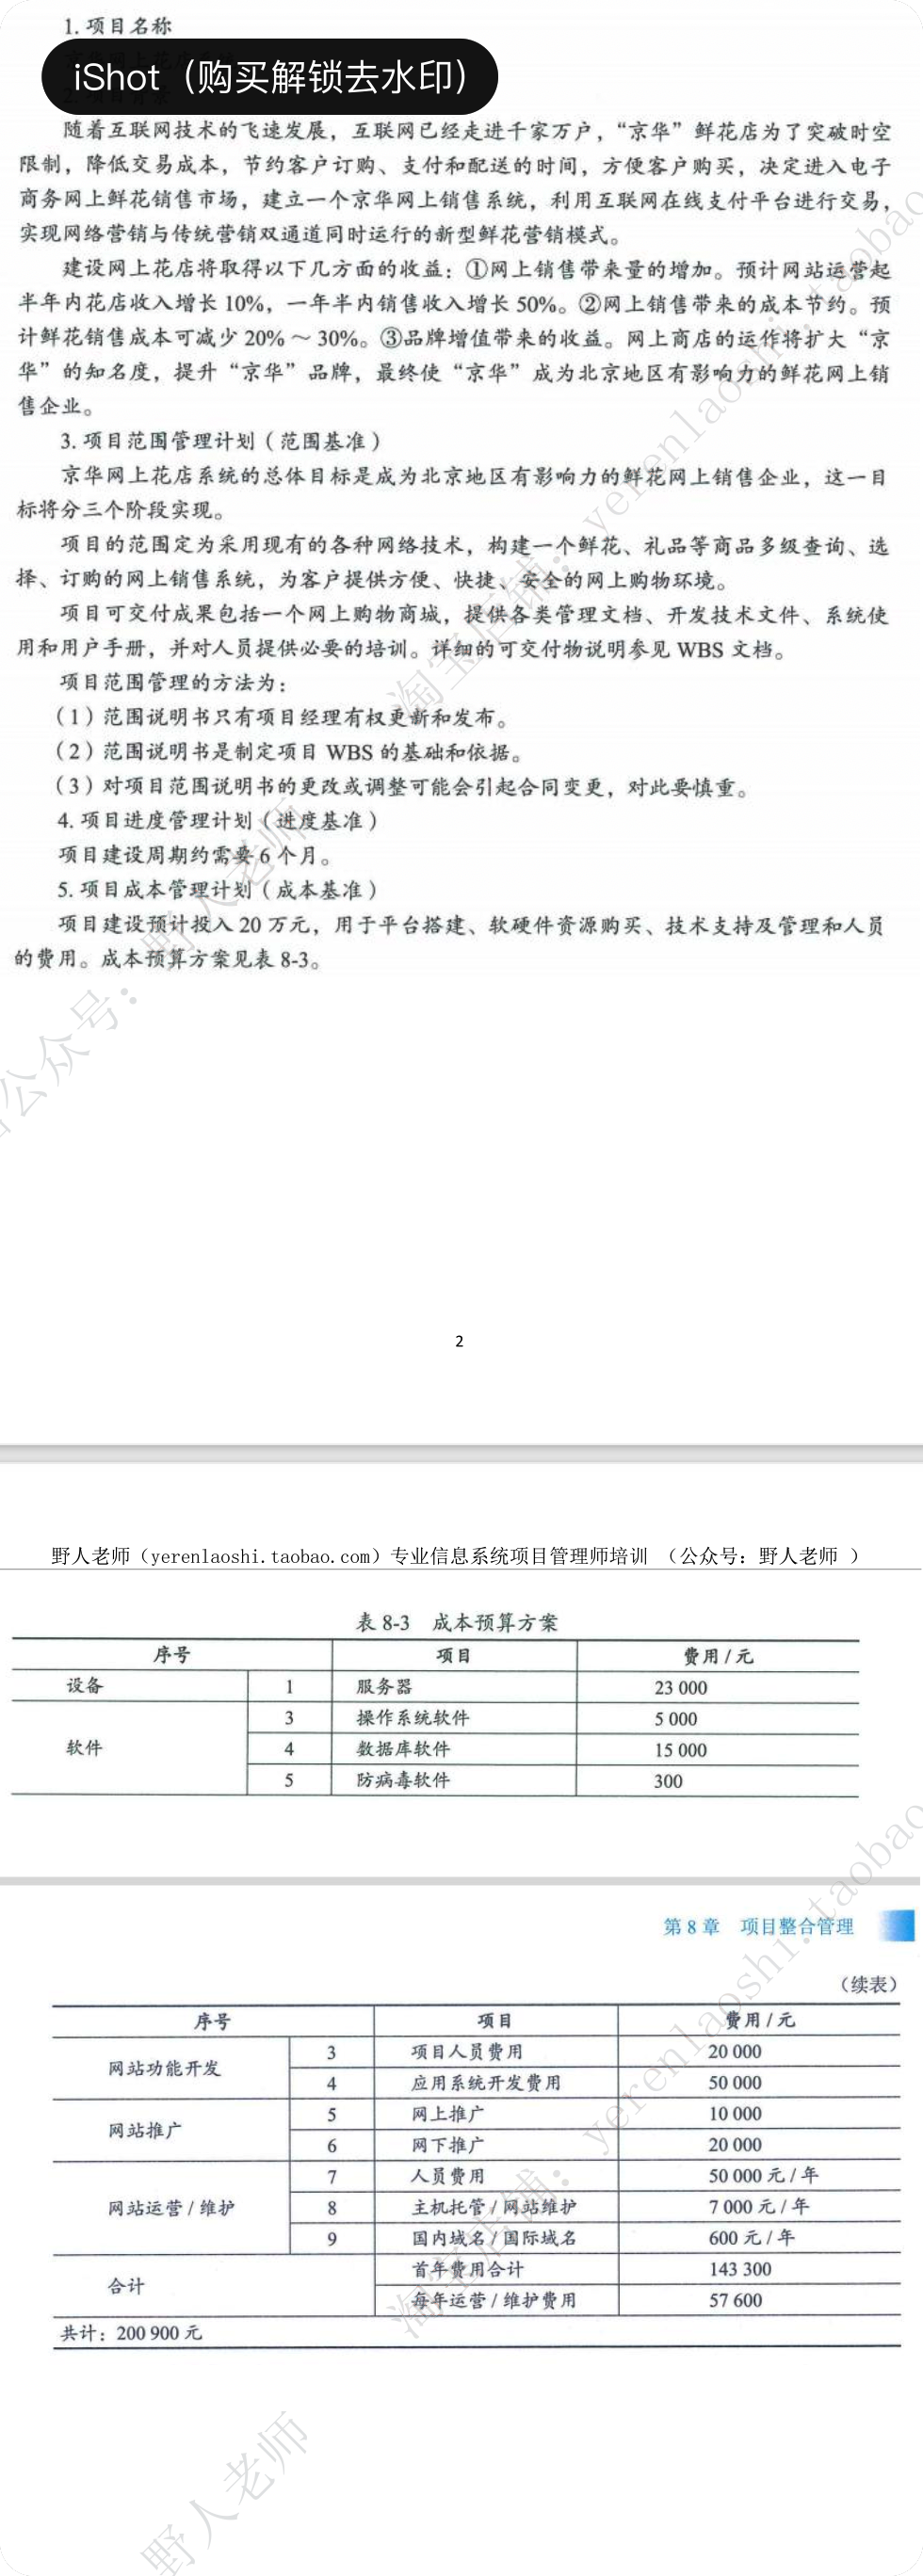 1. 项目名称
iShot（购买解锁去水印）
随着互联网技术的飞速发展，互联网已经走进千家万户，“京华”鲜花店为了突破时空
限制，降低交易成本，节约客户订购、支付和配送的时间，方便客户购买，决定进入电子
商务网上鲜花销售市场，建立一个京华网上销售系统，利用互联网在线支付平台进行交易，
实现网络营销与传统营销双通道同时运行的新型鲜花营销模式。
建设网上花店将取得以下几方面的收益：①网上销售带来量的增加。预计网站运营起
半年内花店收入增长 10%，一年半内销售收入增长 50%。②网上销售带来的成本节约。预
计鲜花销售成本可减少 20%～30%。③品牌增值带来的收益。网上商店的运作将扩大“京
华”的知名度，提升“京华”品牌，最终使“京华”成为北京地区有影响力的鲜花网上销
售企业。
3. 项目范围管理计划（范围基准）
京华网上花店系统的总体目标是成为北京地区有影响力的鲜花网上销售企业，这一目
标将分三个阶段实现。
项目的范围定为采用现有的各种网络技术，构建一个鲜花、礼品等商品多级查询、选
择、订购的网上销售系统，为客户提供方便、快捷、安全的网上购物环境。
项目可交付成果包括一个网上购物商城，提供各类管理文档、开发技术文件、系统使
用和用户手册，并对人员提供必要的培训。详细的可交付物说明参见 WBS 文档。
项目范围管理的方法为：
（1）范围说明书只有项目经理有权更新和发布。
（2）范围说明书是制定项目 WBS 的基础和依据。
（3）对项目范围说明书的更改或调整可能会引起合同变更，对此要慎重。
4. 项目进度管理计划（进度基准）
项目建设周期约需要 6 个月。
5. 项目成本管理计划（成本基准）
项目建设预计投入 20 万元，用于平台搭建、软硬件资源购买、技术支持及管理和人员
的费用。成本预算方案见表 8-3。
淘宝店铺：yerenlaoshi.taobao
公众号：野人老师
2
野人老师（yerenlaoshi.taobao.com）专业信息系统项目管理师培训 （公众号：野人老师 ）
表 8-3 成本预算方案
序号 项目 费用/元
设备 1 服务器 23 000
软件 3 操作系统软件 5 000
4 数据库软件 15 000
5 防病毒软件 300
第 8 章 项目整合管理
（续表）
序号 项目 费用/元
网站功能开发 3 项目人员费用 20 000
4 应用系统开发费用 50 000
网站推广 5 网上推广 10 000
6 网下推广 20 000
网站运营/维护 7 人员费用 50 000 元/年
8 主机托管/网站维护 7 000 元/年
9 国内域名/国际域名 600 元/年
合计 首年费用合计 143 300
每年运营/维护费用 57 600
共计：200 900 元
淘宝店铺：yerenlaoshi.taobao
野人老师